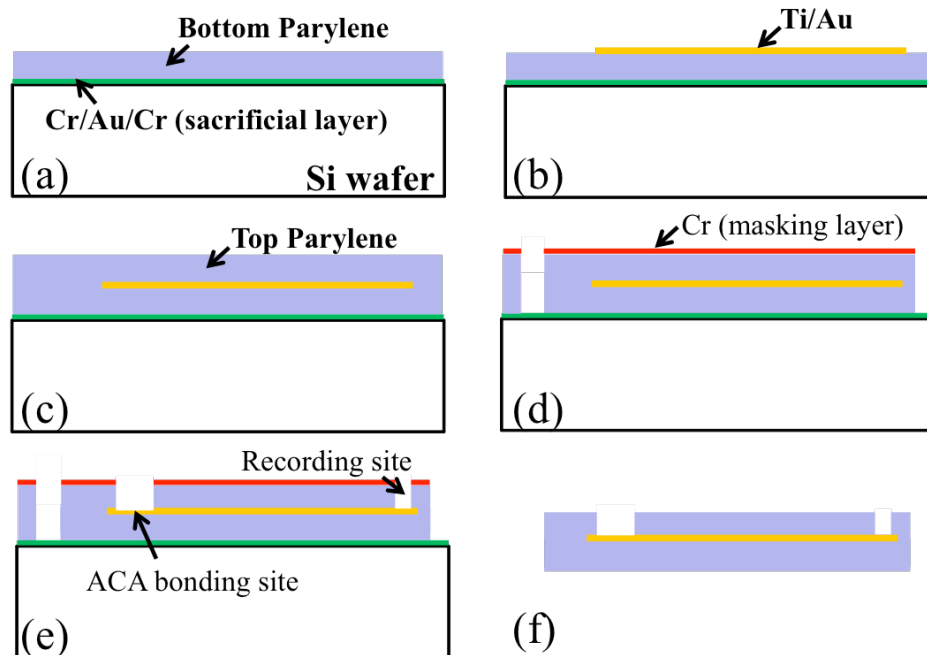 Bottom Parylene
Cr/Au/Cr (sacrificial layer)
(a)
Si wafer
Ti/Au
(b)
Top Parylene
(c)
Cr (masking layer)
(d)
Recording site
ACA bonding site
(e)
(f)